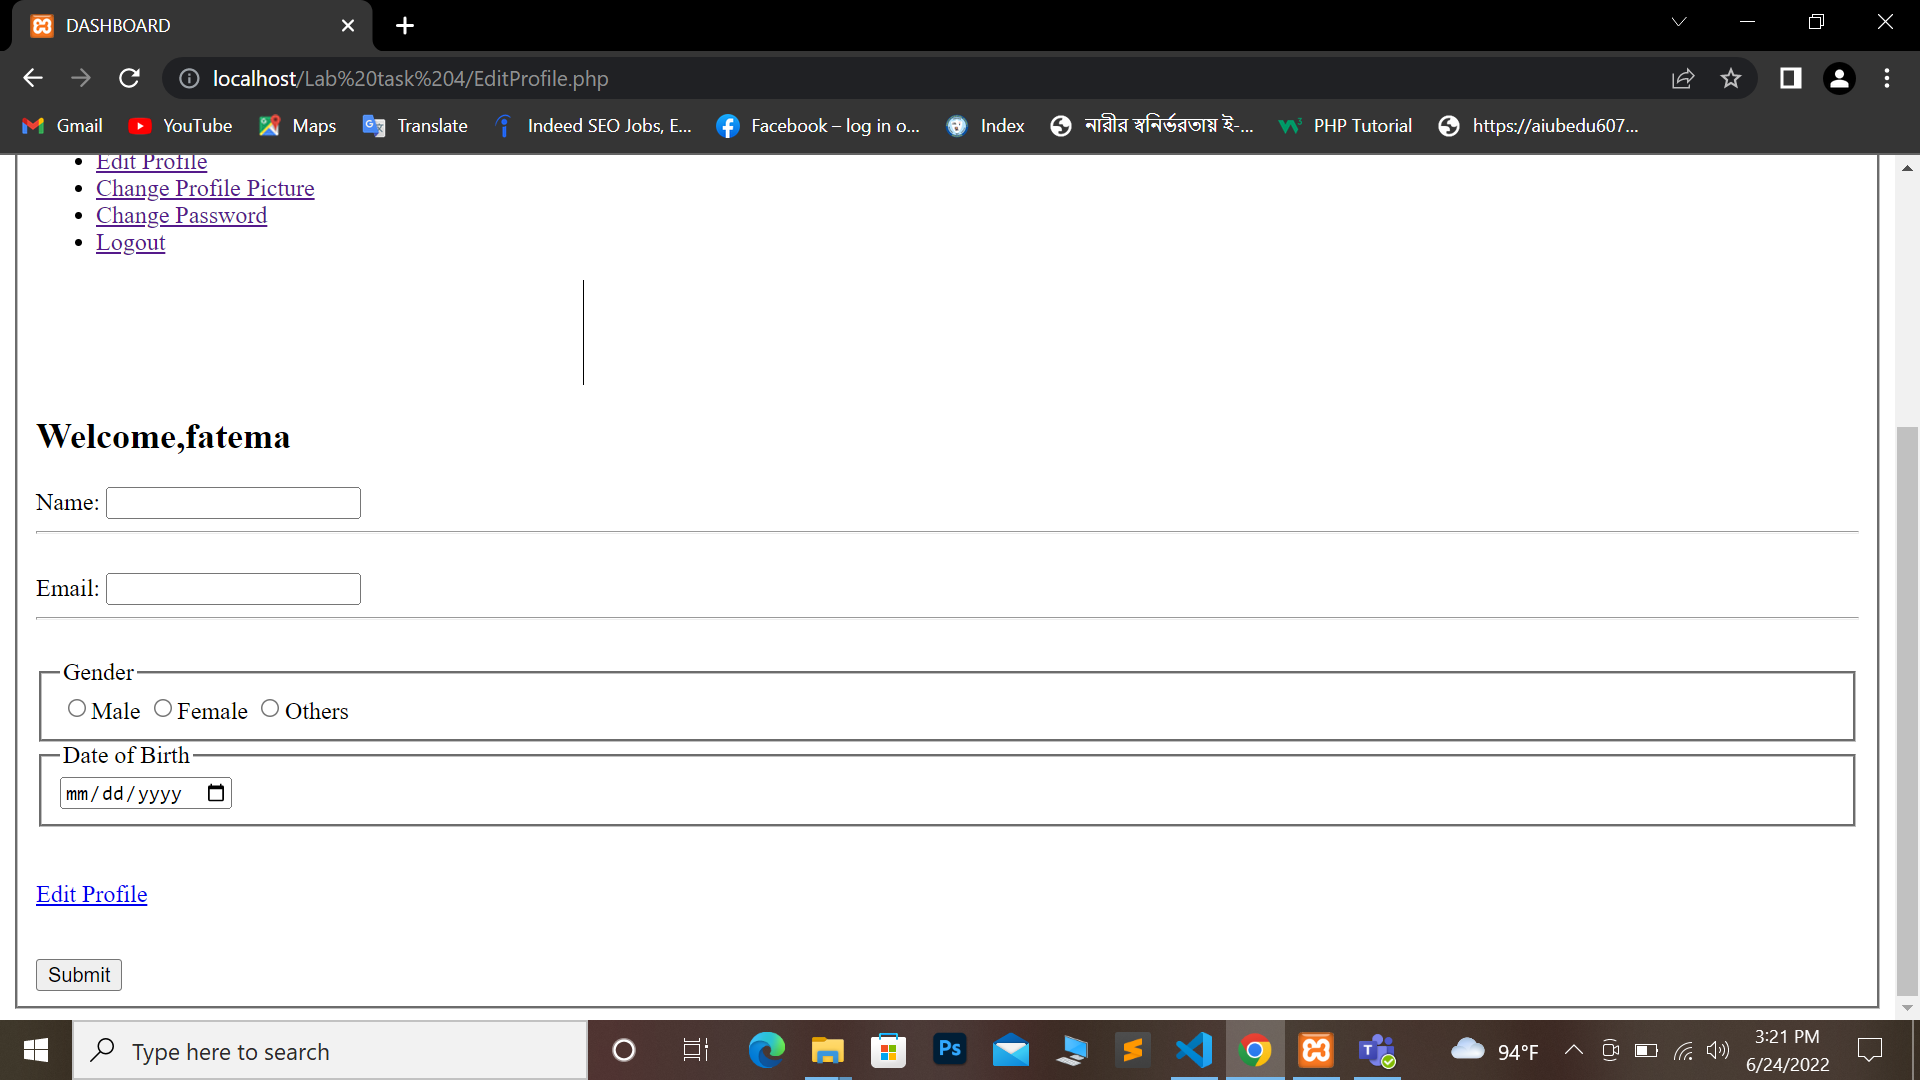 DASHBOARD
localhost/Lab%20task%204/EditProfile.php
Gmail YouTube Maps Translate Indeed SEO Jobs, E... Facebook – log in o... Index নারীর স্বনির্ভরতায় ই-... PHP Tutorial https://aiubedu607...
Edit Profile
Change Profile Picture
Change Password
Logout
Welcome,fatema
Name:
Email:
Gender
Male Female Others
Date of Birth
mm/dd/yyyy
Edit Profile
Submit
Type here to search
Ps
94°F
3:21 PM
6/24/2022